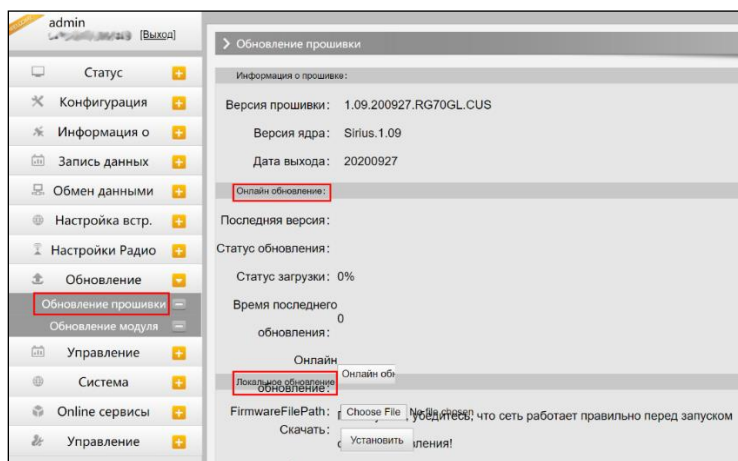 admin
[Выход]
Статус
Конфигурация
Информация о
Запись данных
Обмен данными
Настройка встр.
Настройки Радио
Обновление
Обновление прошивки
Обновление модуля
Управление
Система
Online сервисы
Управление
Обновление прошивки
Информация о прошивке:
Версия прошивки: 1.09.200927.RG70GL.CUS
Версия ядра: Sirius.1.09
Дата выхода: 20200927
Онлайн обновление:
Последняя версия:
Статус обновления:
Статус загрузки: 0%
Время последнего
0
обновления:
Онлайн
Онлайн обн
Локальное обновление
обновление:
FirmwareFilePath: Choose File No file chosen
убедитесь, что сеть работает правильно перед запуском
Скачать: Установить
ления!